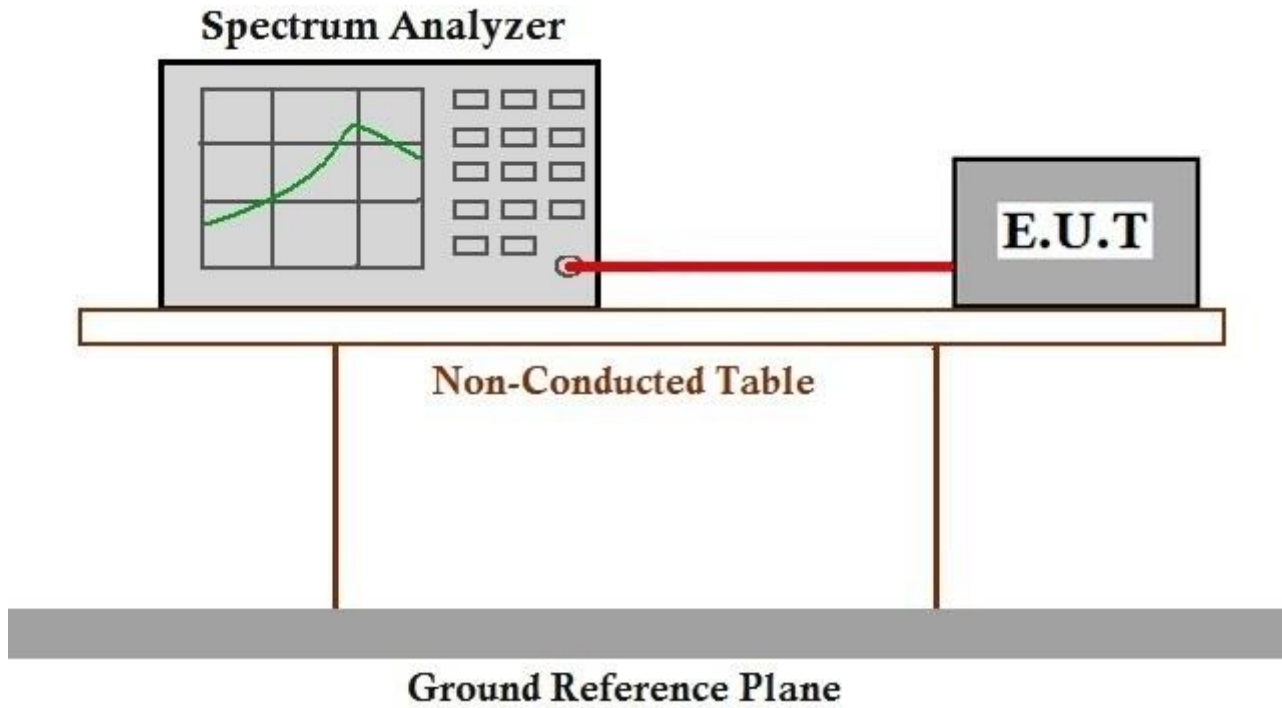 Spectrum Analyzer
E.U.T
Non-Conducted Table
Ground Reference Plane